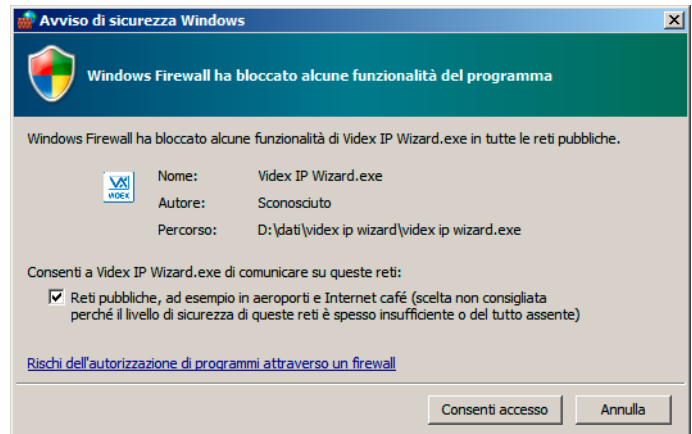 Avviso di sicurezza Windows
Windows Firewall ha bloccato alcune funzionalità del programma
Windows Firewall ha bloccato alcune funzionalità di Videx IP Wizard.exe in tutte le reti pubbliche.
VX
VIDEX
Nome: Videx IP Wizard.exe
Autore: Sconosciuto
Percorso: D:\dati\videx ip wizard\videx ip wizard.exe
Consenti a Videx IP Wizard.exe di comunicare su queste reti:
Reti pubbliche, ad esempio in aeroporti e Internet café (scelta non consigliata
perché il livello di sicurezza di queste reti è spesso insufficiente o del tutto assente)
Rischi dell'autorizzazione di programmi attraverso un firewall
Consenti accesso Annulla